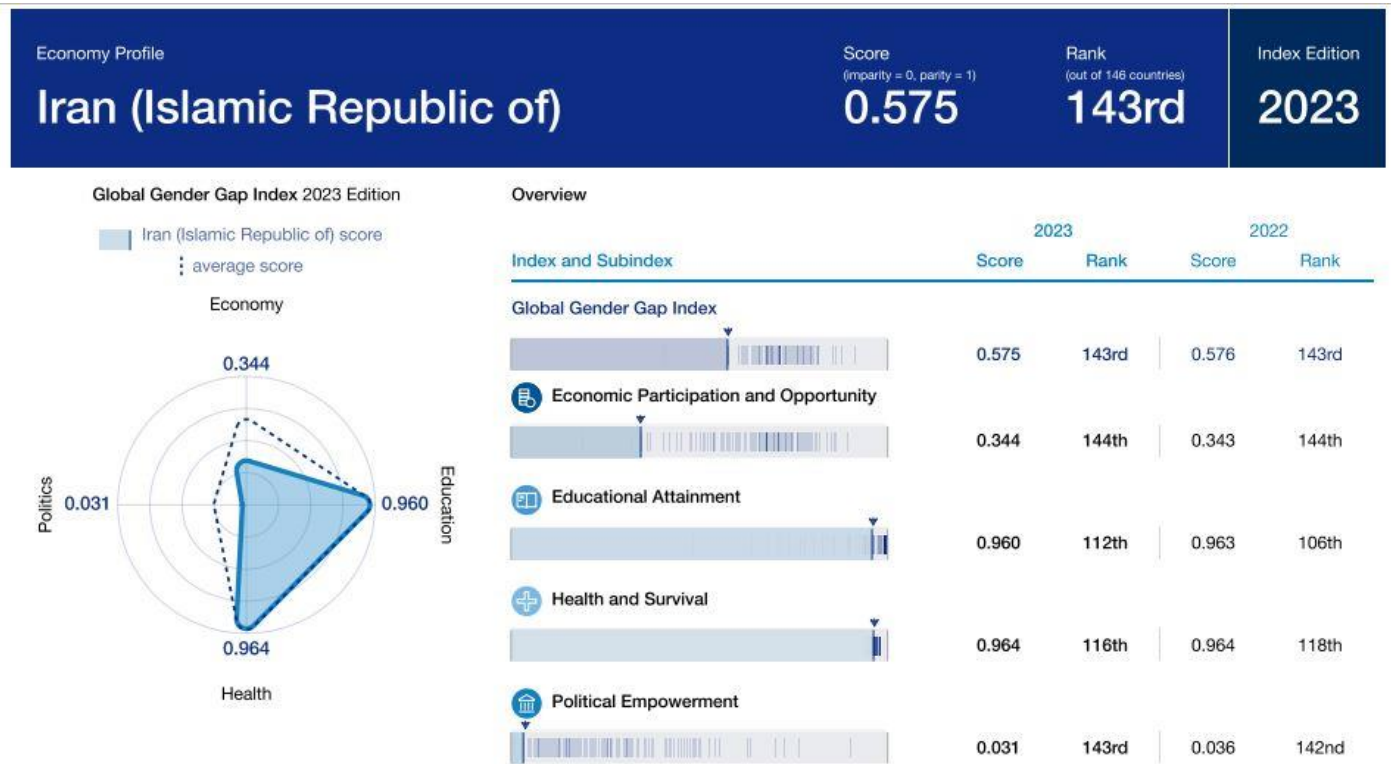 Economy Profile
Iran (Islamic Republic of)
Score
(imparity = 0, parity = 1)
0.575
Rank
(out of 146 countries)
143rd
Index Edition
2023
Global Gender Gap Index 2023 Edition
Iran (Islamic Republic of) score
average score
Economy
0.344
Politics
0.031
0.960
Education
0.964
Health
Overview
2023 2022
Index and Subindex Score Rank Score Rank
Global Gender Gap Index
0.575 143rd 0.576 143rd
Economic Participation and Opportunity
0.344 144th 0.343 144th
Educational Attainment
0.960 112th 0.963 106th
Health and Survival
0.964 116th 0.964 118th
Political Empowerment
0.031 143rd 0.036 142nd